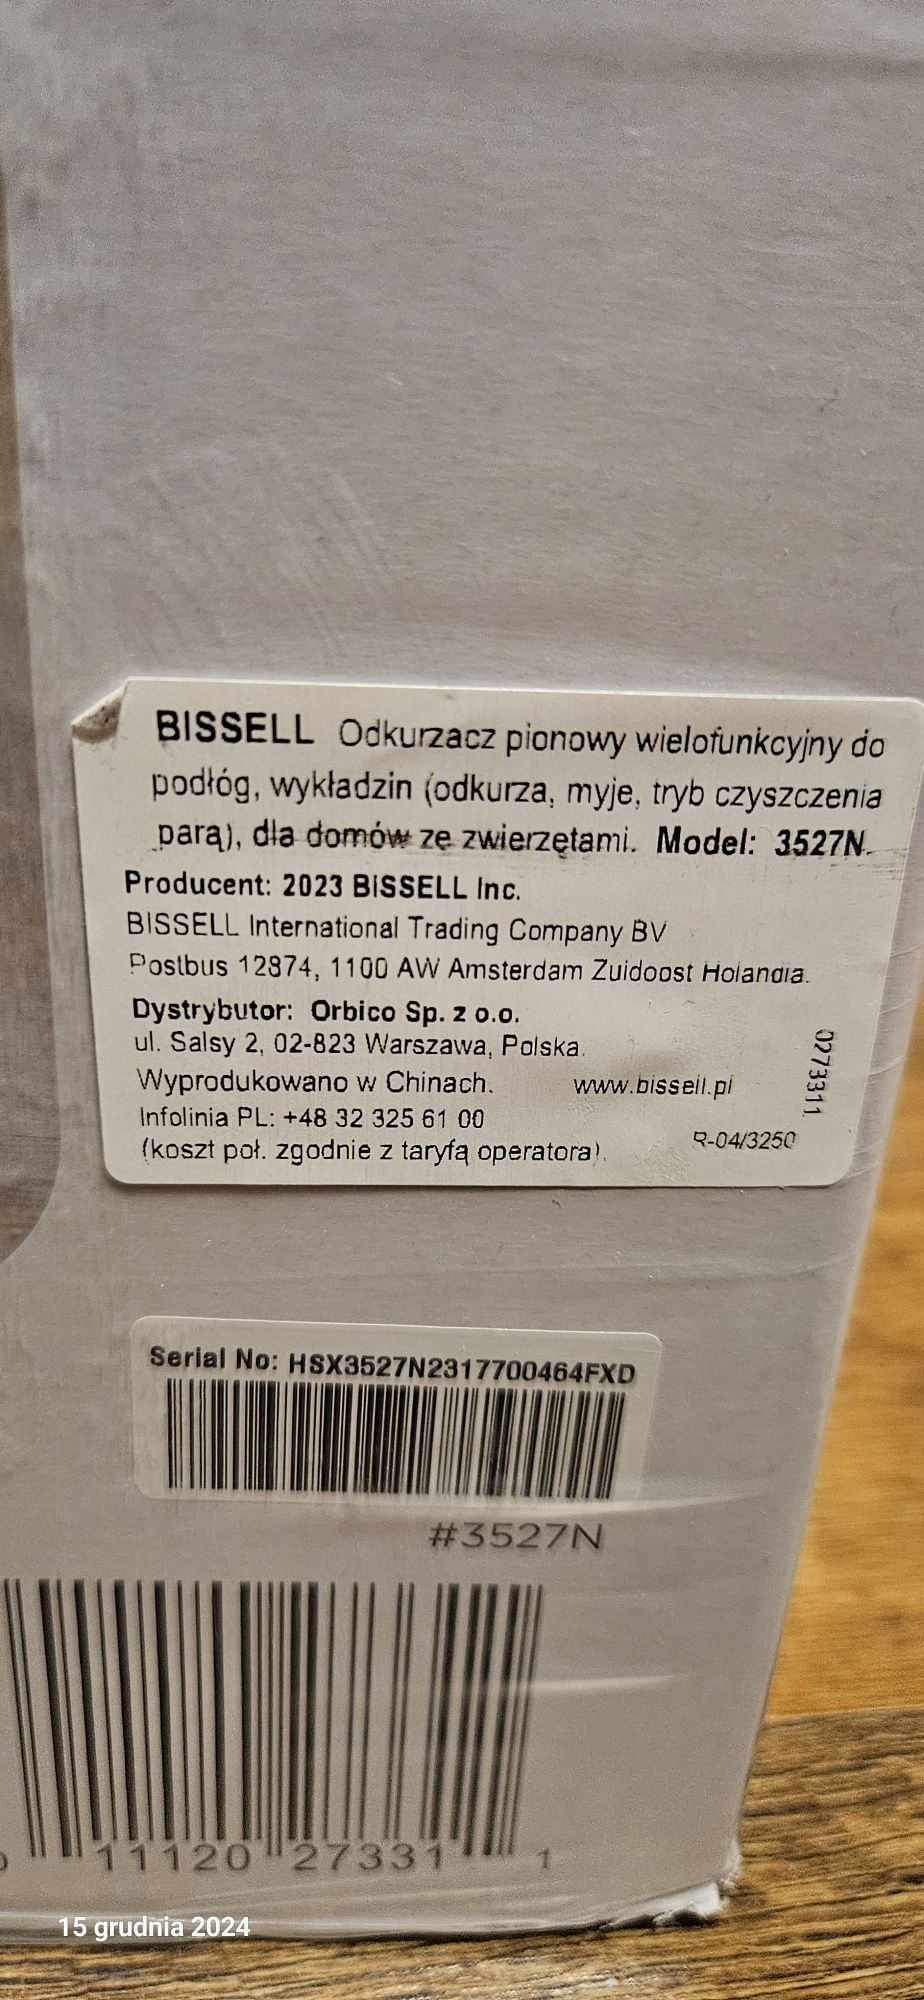 BISSELL Odkurzacz pionowy wielofunkcyjny do
podłóg, wykładzin (odkurza, myje, tryb czyszczenia
parą), dla domów ze zwierzętami. Model: 3527N.
Producent: 2023 BISSELL Inc.
BISSELL International Trading Company BV
Postbus 12874, 1100 AW Amsterdam Zuidoost Holandia.
Dystrybutor: Orbico Sp. z o.o.
ul. Salsy 2, 02-823 Warszawa, Polska.
Wyprodukowano w Chinach. www.bissell.pl
Infolinia PL: +48 32 325 61 00
(koszt poł. zgodnie z taryfą operatora).
R-04/3250
0273311
Serial No: HSX3527N2317700464FXD
#3527N
0 11120 27331 1
15 grudnia 2024